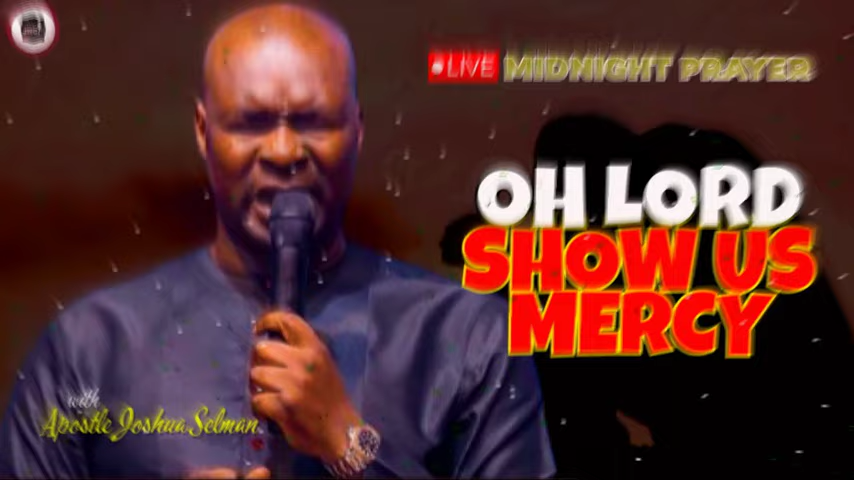 LIVE MIDNIGHT PRAYER
OH LORD
SHOW US
MERCY
with
Apostle Joshua Selman